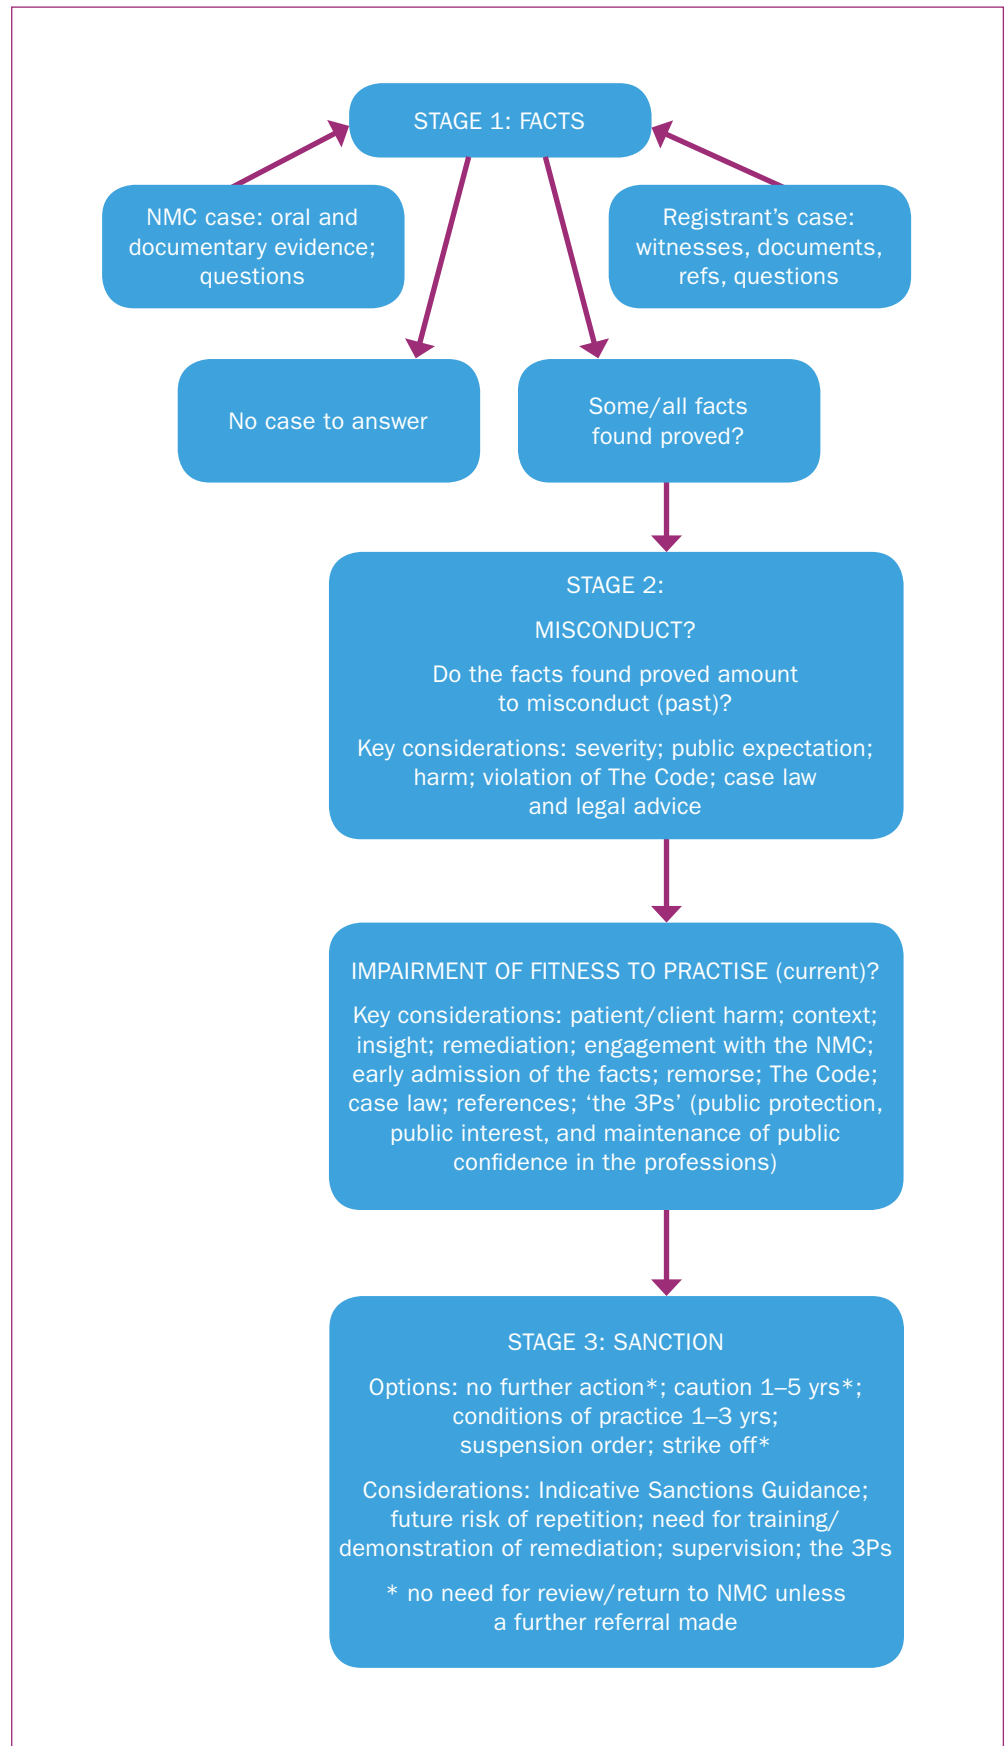 STAGE 1: FACTS
NMC case: oral and
documentary evidence;
questions
Registrant’s case:
witnesses, documents,
refs, questions
No case to answer
Some/all facts
found proved?
STAGE 2:
MISCONDUCT?
Do the facts found proved amount
to misconduct (past)?
Key considerations: severity; public expectation;
harm; violation of The Code; case law
and legal advice
IMPAIRMENT OF FITNESS TO PRACTISE (current)?
Key considerations: patient/client harm; context;
insight; remediation; engagement with the NMC;
early admission of the facts; remorse; The Code;
case law; references; ‘the 3Ps’ (public protection,
public interest, and maintenance of public
confidence in the professions)
STAGE 3: SANCTION
Options: no further action*; caution 1–5 yrs*;
conditions of practice 1–3 yrs;
suspension order; strike off*
Considerations: Indicative Sanctions Guidance;
future risk of repetition; need for training/
demonstration of remediation; supervision; the 3Ps
* no need for review/return to NMC unless
a further referral made